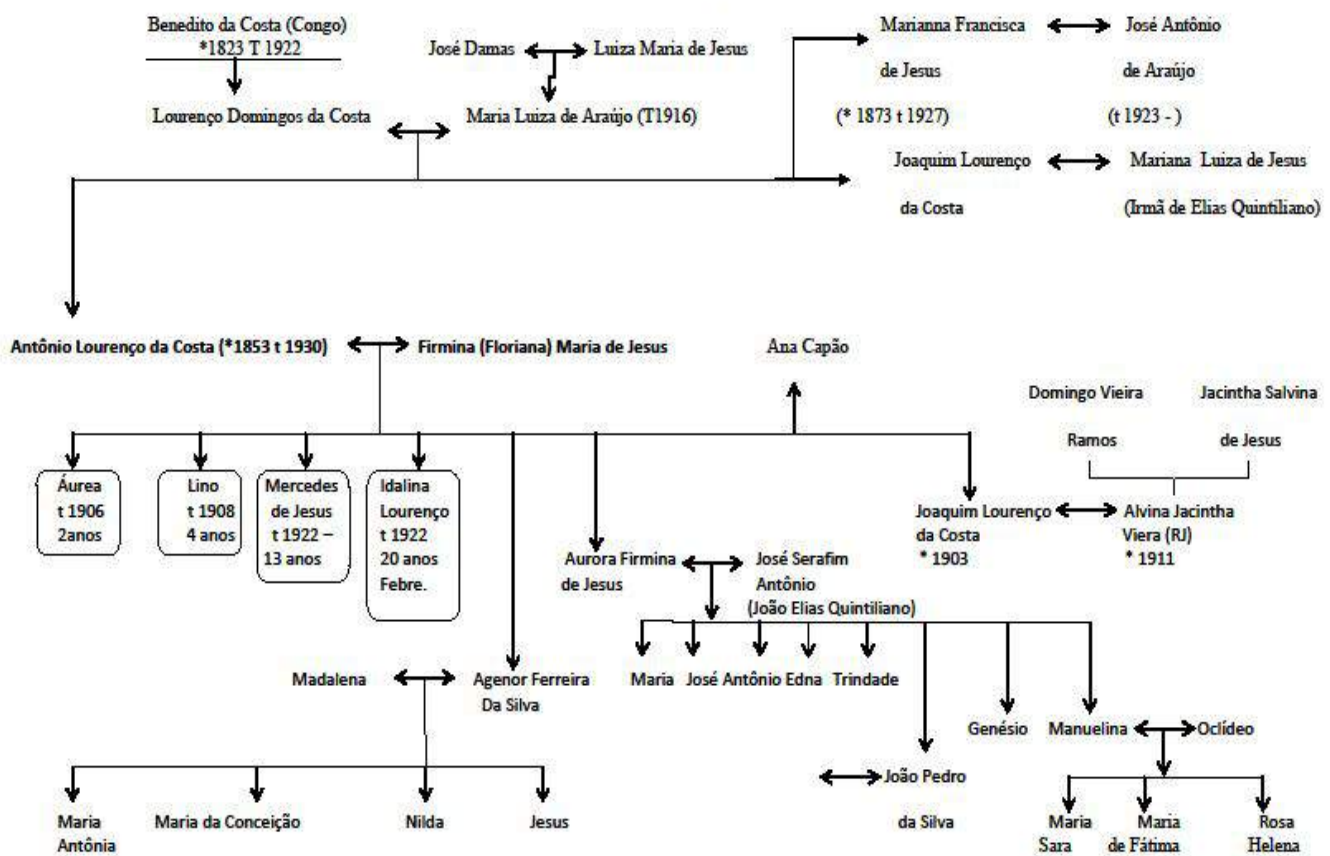 Benedito da Costa (Congo)
*1823 T 1922
José Damas
Luiza Maria de Jesus
Marianna Francisca
de Jesus
(* 1873 t 1927)
José Antônio
de Araújo
(t 1923 - )
Lourenço Domingos da Costa
Maria Luiza de Araújo (T1916)
Joaquim Lourenço
da Costa
Mariana Luiza de Jesus
(Irmã de Elias Quintiliano)
Antônio Lourenço da Costa (*1853 t 1930)
Firmina (Floriana) Maria de Jesus
Ana Capão
Domingo Vieira
Ramos
Jacintha Salvina
de Jesus
Áurea
t 1906
2anos
Lino
t 1908
4 anos
Mercedes
de Jesus
t 1922 –
13 anos
Idalina
Lourenço
t 1922
20 anos
Febre.
Joaquim Lourenço
da Costa
* 1903
Alvina Jacintha
Viera (RJ)
* 1911
Aurora Firmina
de Jesus
José Serafim
Antônio
(João Elias Quintiliano)
Madalena
Agenor Ferreira
Da Silva
Maria
José
Antônio
Edna
Trindade
Genésio
Manuelina
Oclídeo
João Pedro
da Silva
Maria
Antônia
Maria da Conceição
Nilda
Jesus
Maria
Sara
Maria
de Fátima
Rosa
Helena